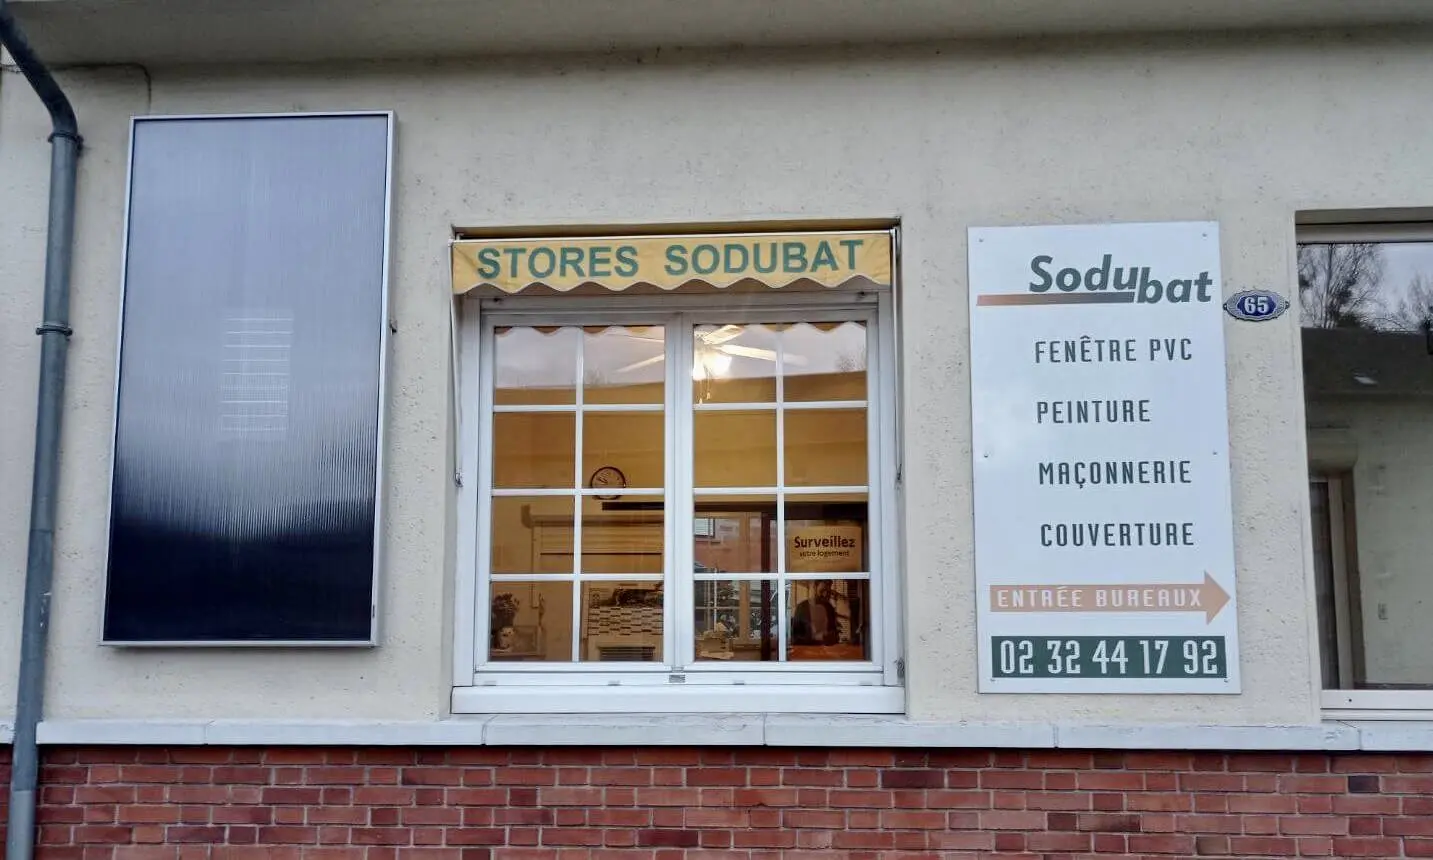 STORES SODUBAT
Surveillez
votre logement
Sodubat
65
FENÊTRE PVC
PEINTURE
MAÇONNERIE
COUVERTURE
ENTRÉE BUREAUX
02 32 44 17 92